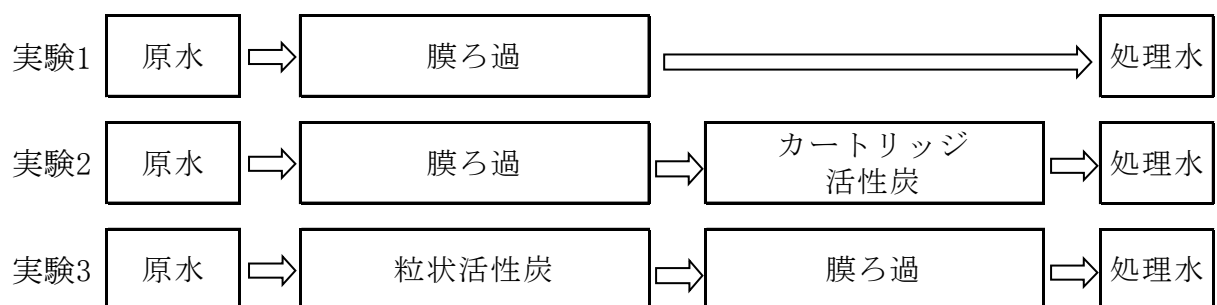 実験1 原水 膜ろ過 処理水
実験2 原水 膜ろ過 カートリッジ 処理水
活性炭
実験3 原水 粒状活性炭 膜ろ過 処理水